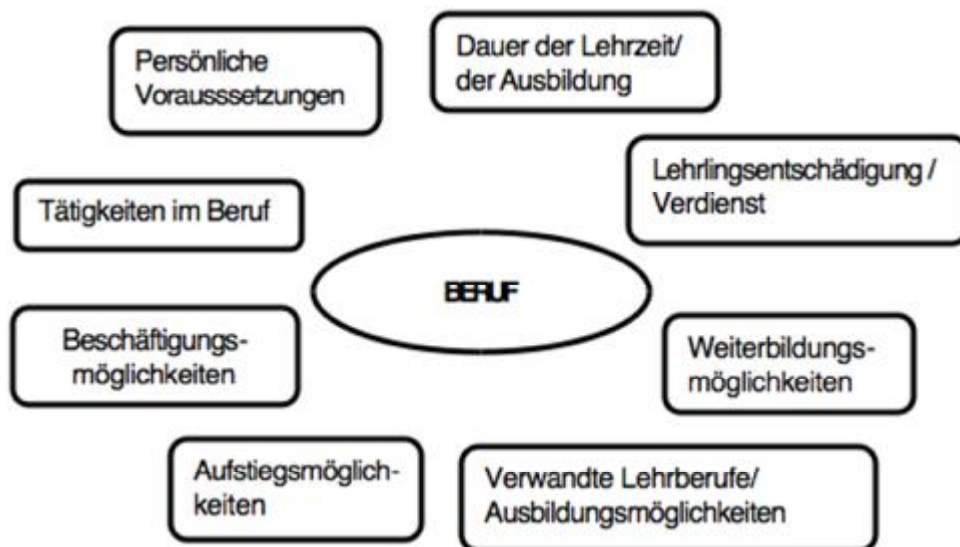 Persönliche
Vorausssetzungen
Dauer der Lehrzeit/
der Ausbildung
Lehrlingsentschädigung /
Verdienst
Tätigkeiten im Beruf
BERUF
Beschäftigungs-
möglichkeiten
Weiterbildungs-
möglichkeiten
Aufstiegsmöglich-
keiten
Verwandte Lehrberufe/
Ausbildungsmöglichkeiten